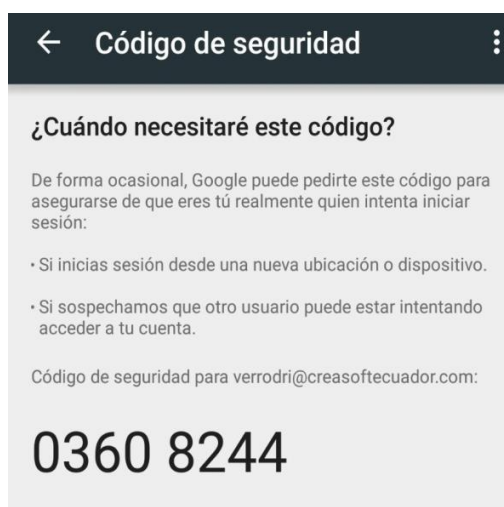 Código de seguridad
¿Cuándo necesitaré este código?
De forma ocasional, Google puede pedirte este código para
asegurarse de que eres tú realmente quien intenta iniciar
sesión:
· Si inicias sesión desde una nueva ubicación o dispositivo.
· Si sospechamos que otro usuario puede estar intentando
acceder a tu cuenta.
Código de seguridad para verrodri@creasoftecuador.com:
0360 8244